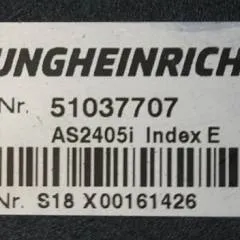 UNGHEINRICH
Nr. 51037707
AS2405i Index E
Nr. S18 X00161426